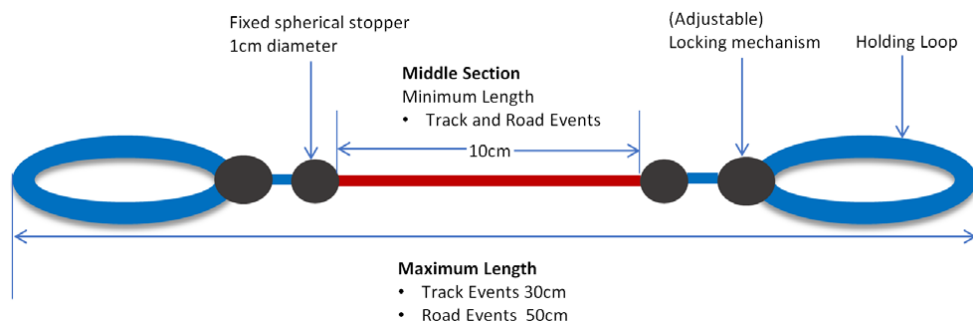 Fixed spherical stopper
1cm diameter
(Adjustable)
Locking mechanism
Holding Loop
Middle Section
Minimum Length
• Track and Road Events
10cm
Maximum Length
• Track Events 30cm
• Road Events 50cm